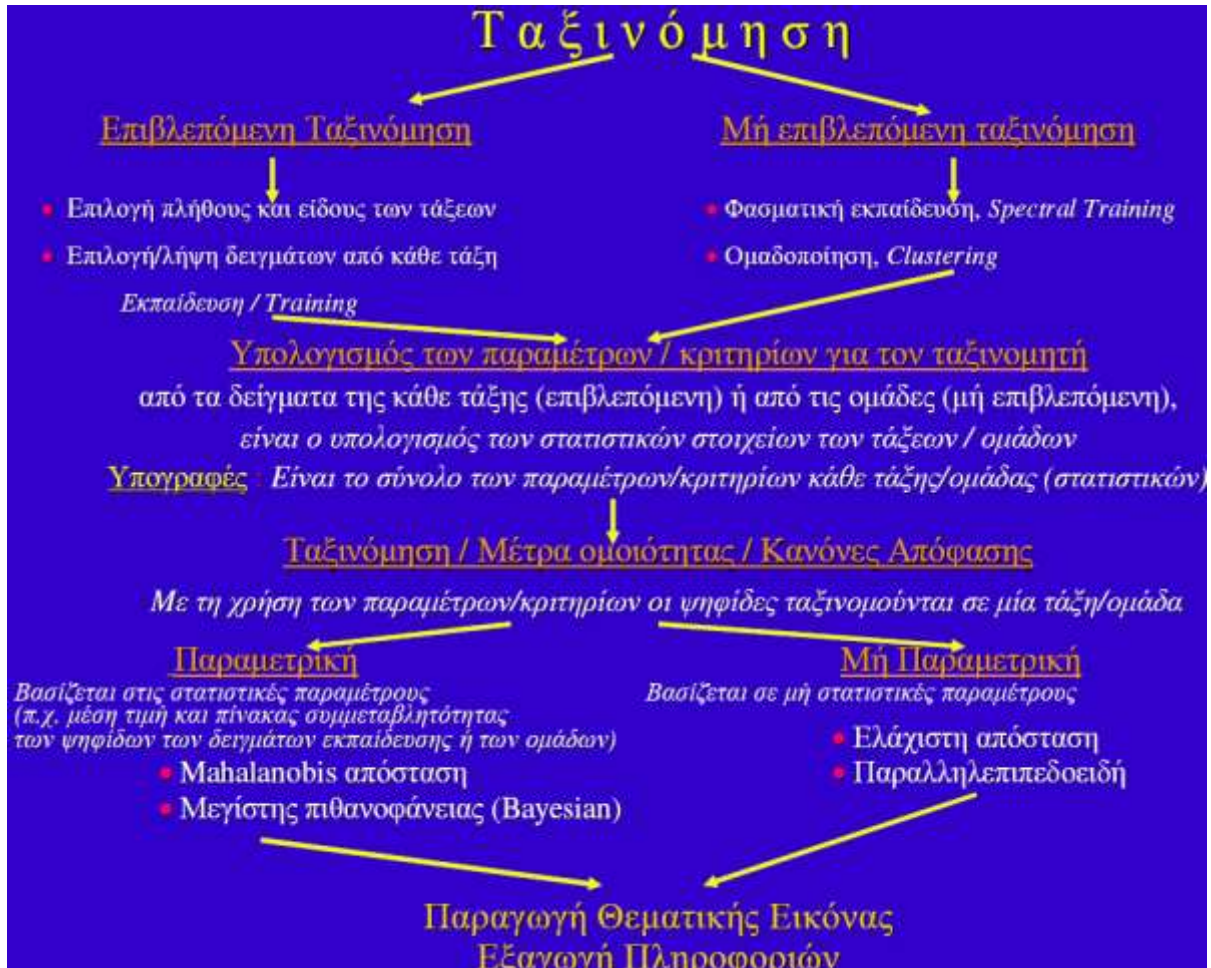 Ταξινόμηση
Επιβλεπόμενη Ταξινόμηση
Μή επιβλεπόμενη ταξινόμηση
• Επιλογή πλήθους και είδους των τάξεων
• Επιλογή/λήψη δειγμάτων από κάθε τάξη
Εκπαίδευση / Training
• Φασματική εκπαίδευση, Spectral Training
• Ομαδοποίηση, Clustering
Υπολογισμός των παραμέτρων / κριτηρίων για τον ταξινομητή
από τα δείγματα της κάθε τάξης (επιβλεπόμενη) ή από τις ομάδες (μή επιβλεπόμενη),
είναι ο υπολογισμός των στατιστικών στοιχείων των τάξεων / ομάδων
Υπογραφές : Είναι το σύνολο των παραμέτρων/κριτηρίων κάθε τάξης/ομάδας (στατιστικών)
Ταξινόμηση / Μέτρα ομοιότητας / Κανόνες Απόφασης
Με τη χρήση των παραμέτρων/κριτηρίων οι ψηφίδες ταξινομούνται σε μία τάξη/ομάδα
Παραμετρική
Βασίζεται στις στατιστικές παραμέτρους
(π.χ. μέση τιμή και πίνακας συμμεταβλητότητας
των ψηφίδων των δειγμάτων εκπαίδευσης ή των ομάδων)
• Mahalanobis απόσταση
• Μεγίστης πιθανοφάνειας (Bayesian)
Μή Παραμετρική
Βασίζεται σε μή στατιστικές παραμέτρους
• Ελάχιστη απόσταση
• Παραλληλεπιπεδοειδή
Παραγωγή Θεματικής Εικόνας
Εξαγωγή Πληροφοριών